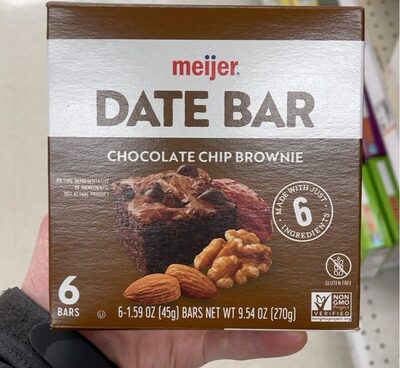 meijer
DATE BAR
CHOCOLATE CHIP BROWNIE
PICTURE REPRESENTATIVE
OF INGREDIENTS,
NOT ACTUAL PRODUCT
MADE WITH JUST
6
INGREDIENTS
GLUTEN FREE
6
BARS
6-1.59 OZ (45g) BARS NET WT 9.54 OZ (270g)
NON
GMO
Project
VERIFIED
nongmoproject.org